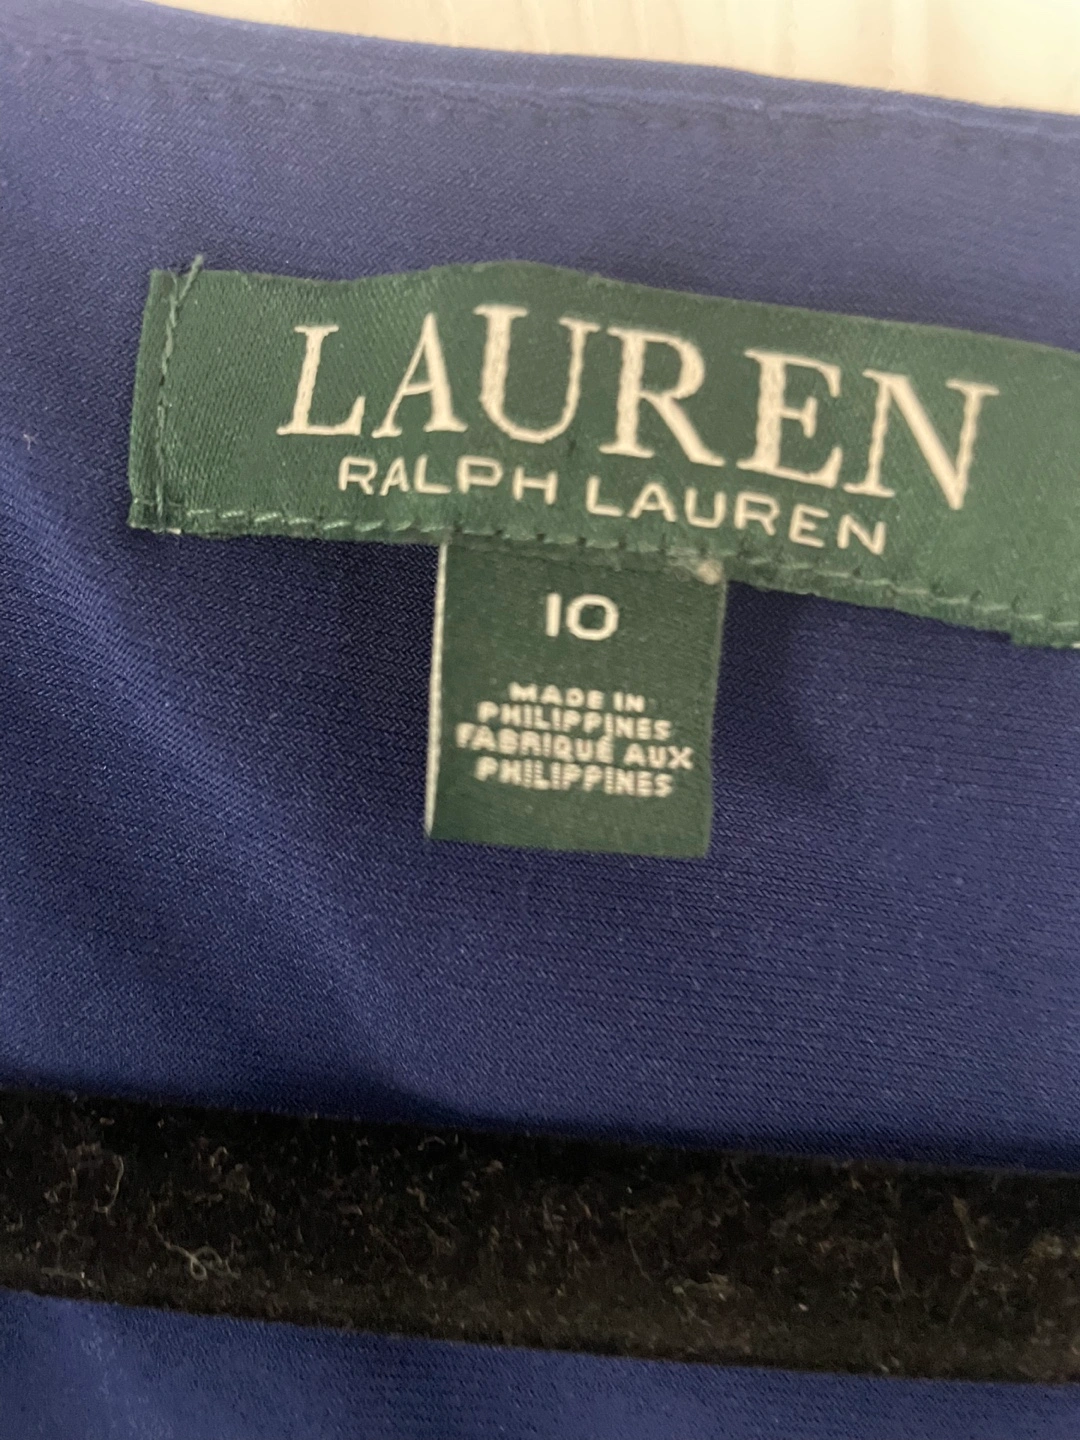 LAUREN
RALPH LAUREN
10
MADE IN
PHILIPPINES
FABRIQUÉ AUX
PHILIPPINES